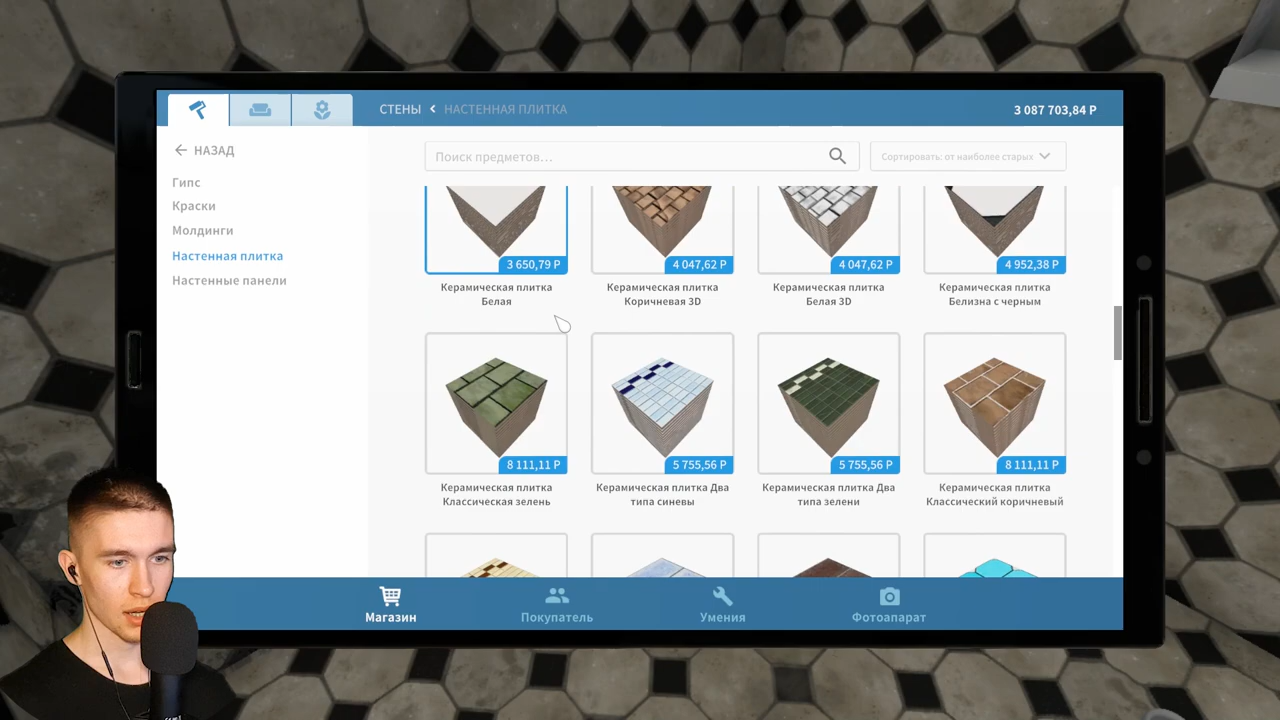 СТЕНЫ < НАСТЕННАЯ ПЛИТКА
3 087 703,84 Р
НАЗАД
Поиск предметов...
Сортировать: от наиболее старых
Гипс
Краски
Молдинги
Настенная плитка
Настенные панели
3 650,79 Р
4 047,62 Р
4 047,62 Р
4 952,38 Р
Керамическая плитка
Белая
Керамическая плитка
Коричневая 3D
Керамическая плитка
Белая 3D
Керамическая плитка
Белизна с черным
8 111,11 Р
5 755,56 Р
5 755,56 Р
8 111,11 Р
Керамическая плитка
Классическая зелень
Керамическая плитка Два
типа синевы
Керамическая плитка Два
типа зелени
Керамическая плитка
Классический коричневый
Магазин
Покупатель
Умения
Фотоаппарат